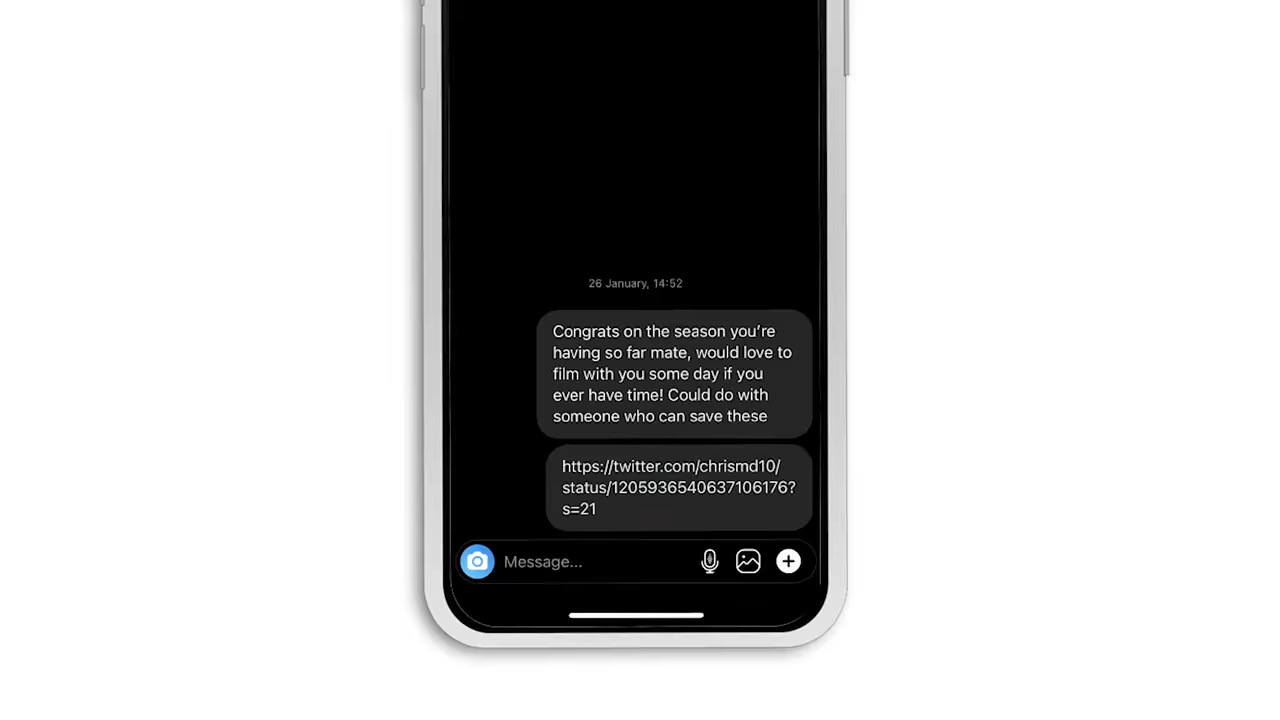 26 January, 14:52
Congrats on the season you’re
having so far mate, would love to
film with you some day if you
ever have time! Could do with
someone who can save these
https://twitter.com/chrismd10/
status/1205936540637106176?
s=21
Message...